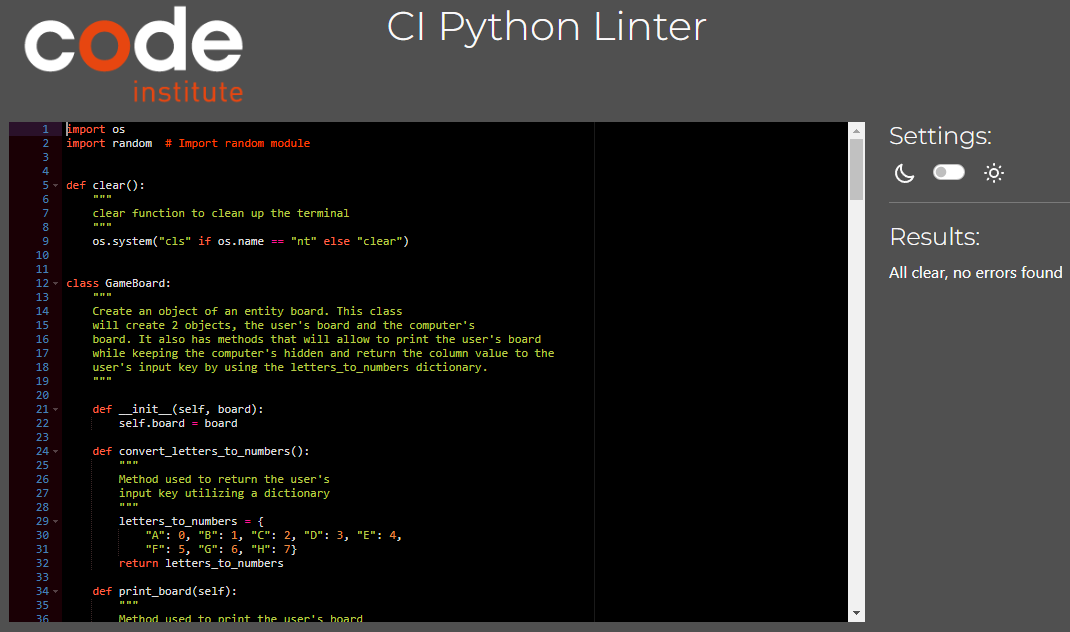 code
institute
CI Python Linter
1 import os
2 import random  # Import random module
3
4
5 def clear():
6     """
7     clear function to clean up the terminal
8     """
9     os.system("cls" if os.name == "nt" else "clear")
10
11
12 class GameBoard:
13     """
14     Create an object of an entity board. This class
15     will create 2 objects, the user's board and the computer's
16     board. It also has methods that will allow to print the user's board
17     while keeping the computer's hidden and return the column value to the
18     user's input key by using the letters_to_numbers dictionary.
19     """
20
21     def __init__(self, board):
22         self.board = board
23
24     def convert_letters_to_numbers():
25         """
26         Method used to return the user's
27         input key utilizing a dictionary
28         """
29         letters_to_numbers = {
30             "A": 0, "B": 1, "C": 2, "D": 3, "E": 4,
31             "F": 5, "G": 6, "H": 7}
32         return letters_to_numbers
33
34     def print_board(self):
35         """
36         Method used to print the user's board
Settings:
Results:
All clear, no errors found